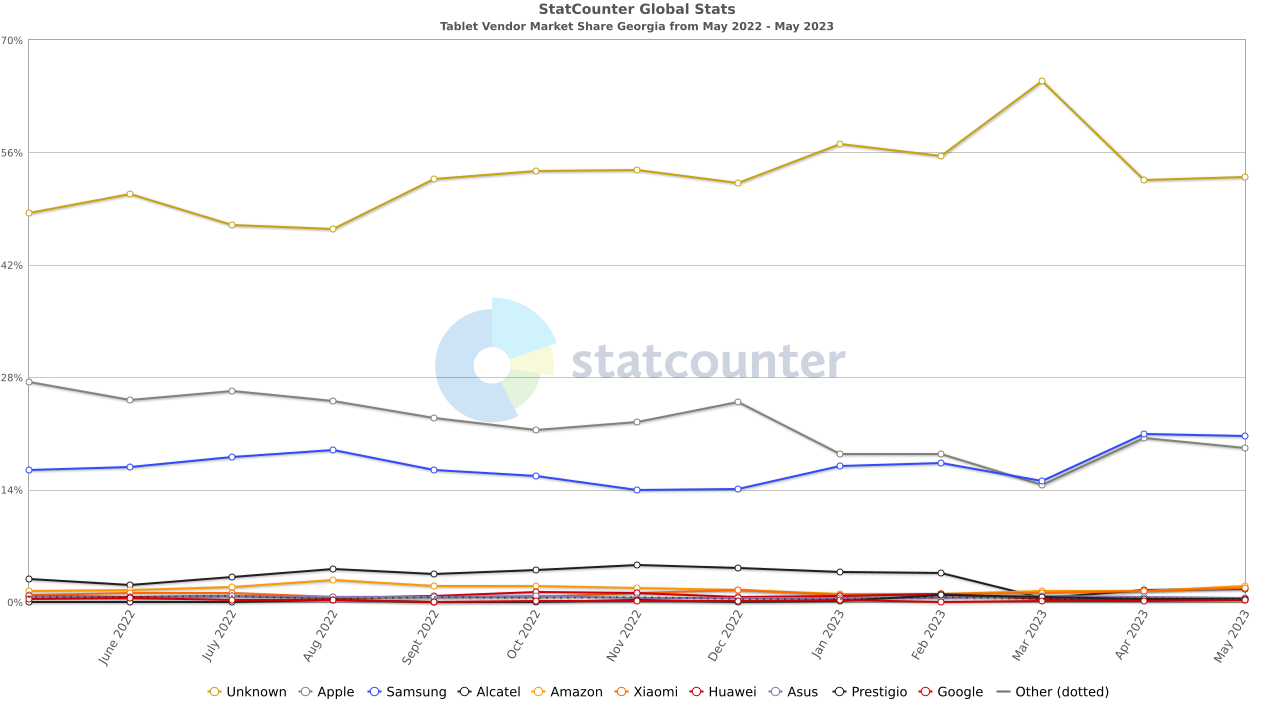 StatCounter Global Stats
Tablet Vendor Market Share Georgia from May 2022 - May 2023
70%
56%
42%
28%
14%
0%
statcounter
June 2022 July 2022 Aug 2022 Sept 2022 Oct 2022 Nov 2022 Dec 2022 Jan 2023 Feb 2023 Mar 2023 Apr 2023 May 2023
Unknown Apple Samsung Alcatel Amazon Xiaomi Huawei Asus Prestigio Google Other (dotted)